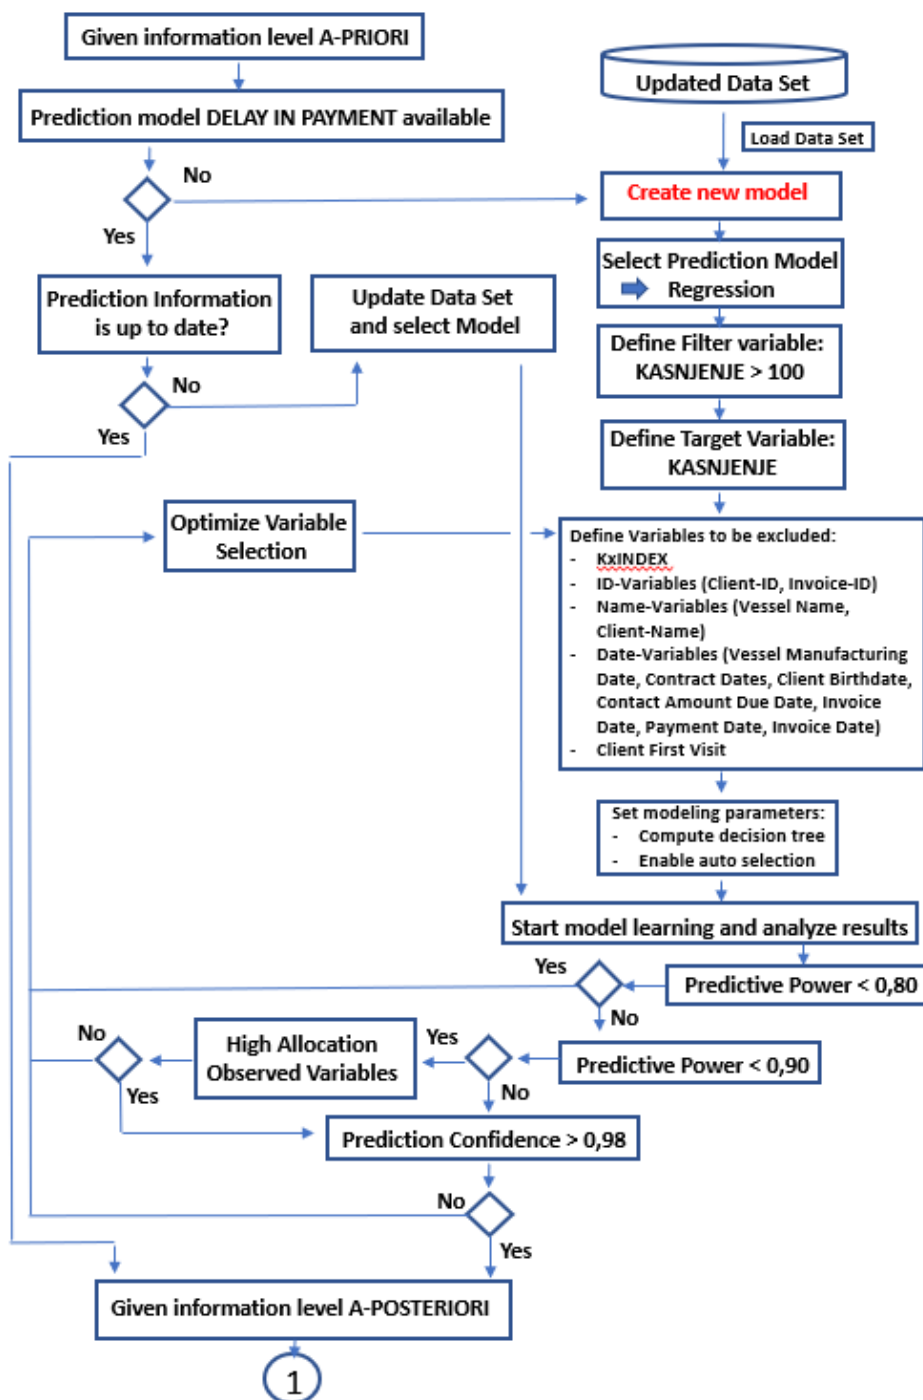 Given information level A-PRIORI
Updated Data Set
Prediction model DELAY IN PAYMENT available
Load Data Set
No
Create new model
Yes
Select Prediction Model
Regression
Prediction Information
is up to date?
Update Data Set
and select Model
Define Filter variable:
KASNJENJE > 100
No
Yes
Define Target Variable:
KASNJENJE
Optimize Variable
Selection
Define Variables to be excluded:
- KxINDEX
- ID-Variables (Client-ID, Invoice-ID)
- Name-Variables (Vessel Name,
Client-Name)
- Date-Variables (Vessel Manufacturing
Date, Contract Dates, Client Birthdate,
Contact Amount Due Date, Invoice
Date, Payment Date, Invoice Date)
- Client First Visit
Set modeling parameters:
- Compute decision tree
- Enable auto selection
Start model learning and analyze results
Yes
Predictive Power < 0,80
No
Predictive Power < 0,90
Yes
No
High Allocation
Observed Variables
No
Yes
Prediction Confidence > 0,98
No
Yes
Given information level A-POSTERIORI
1